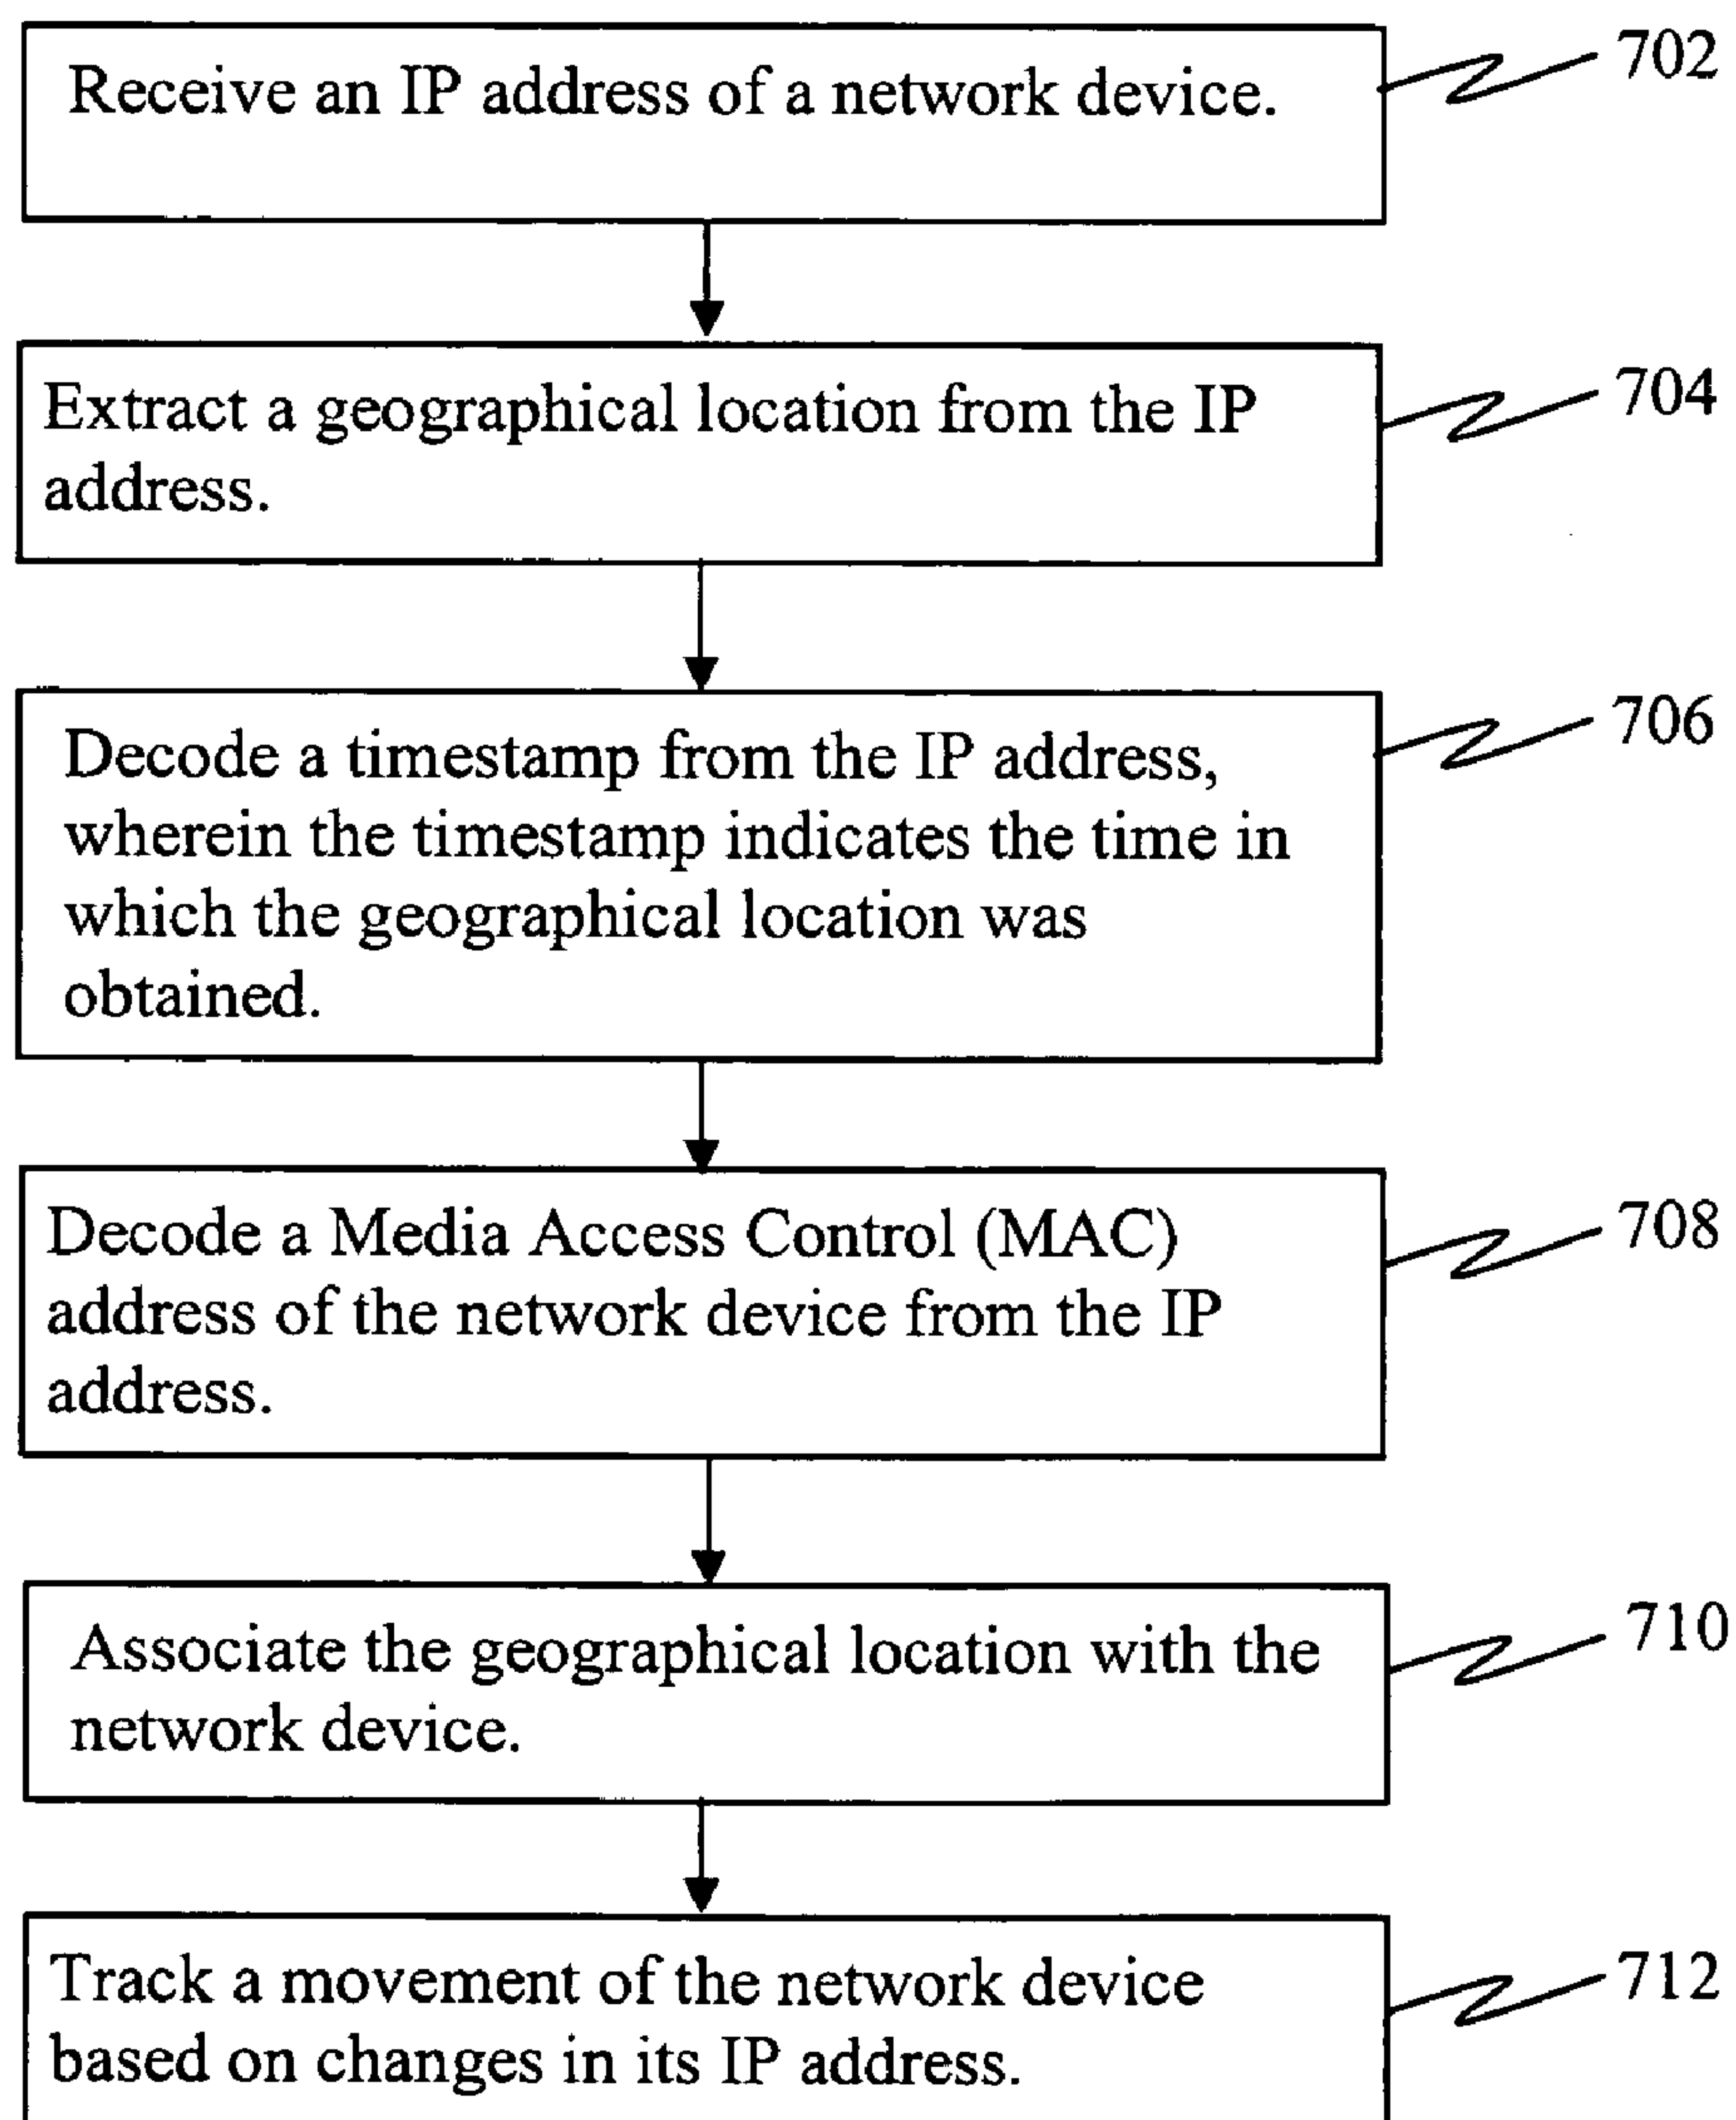 Receive an IP address of a network device.
702
Extract a geographical location from the IP
address.
704
Decode a timestamp from the IP address,
wherein the timestamp indicates the time in
which the geographical location was
obtained.
706
Decode a Media Access Control (MAC)
address of the network device from the IP
address.
708
Associate the geographical location with the
network device.
710
Track a movement of the network device
based on changes in its IP address.
712